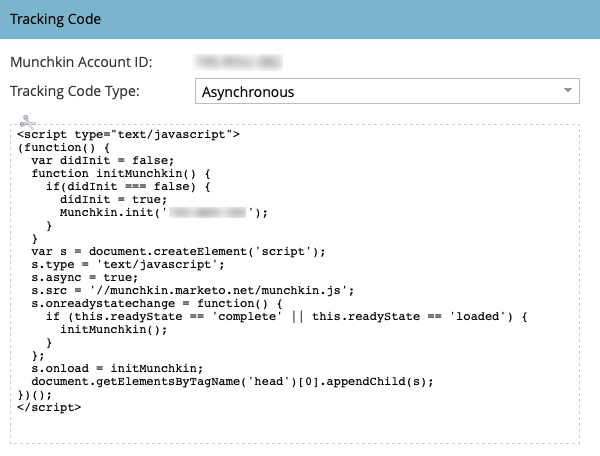 Tracking Code
Munchkin Account ID:
Tracking Code Type: Asynchronous
<script type="text/javascript">
(function() {
  var didInit = false;
  function initMunchkin() {
    if(didInit === false) {
      didInit = true;
      Munchkin.init(' ');
    }
  }
  var s = document.createElement('script');
  s.type = 'text/javascript';
  s.async = true;
  s.src = '//munchkin.marketo.net/munchkin.js';
  s.onreadystatechange = function() {
    if (this.readyState == 'complete' || this.readyState == 'loaded') {
      initMunchkin();
    }
  };
  s.onload = initMunchkin;
  document.getElementsByTagName('head')[0].appendChild(s);
})();
</script>